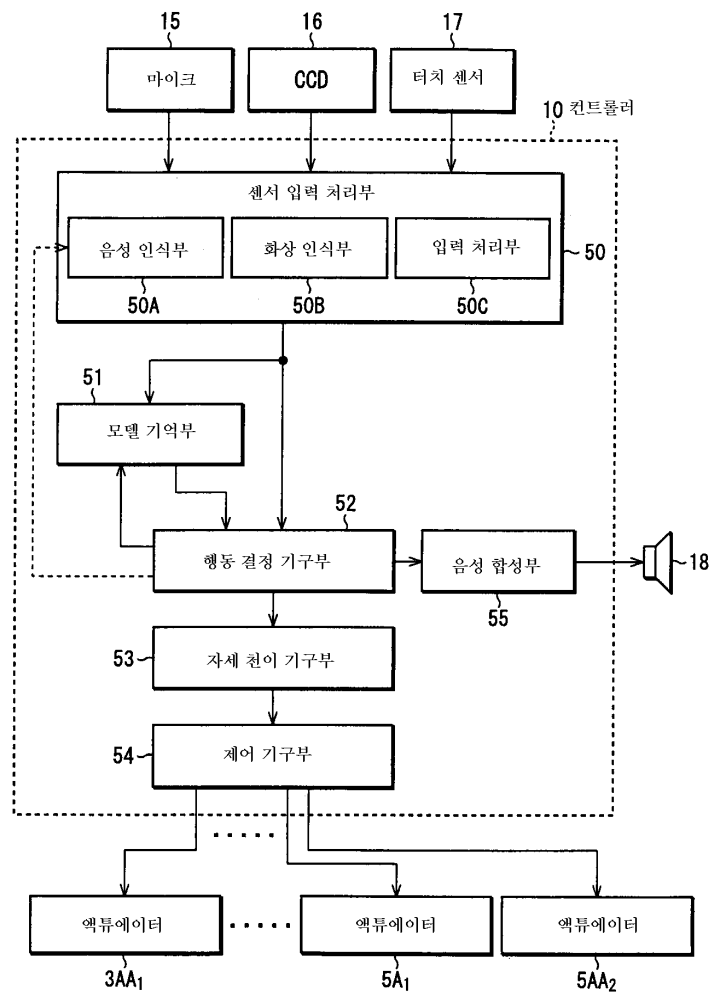 15
16
17
마이크
CCD
터치 센서
10 컨트롤러
센서 입력 처리부
음성 인식부
화상 인식부
입력 처리부
50
50A
50B
50C
51
모델 기억부
52
행동 결정 기구부
음성 합성부
18
55
53
자세 천이 기구부
54
제어 기구부
액튜에이터
액튜에이터
액튜에이터
3AA₁
5A₁
5AA₂